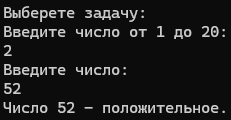 Выберете задачу:
Введите число от 1 до 20:
2
Введите число:
52
Число 52 - положительное.